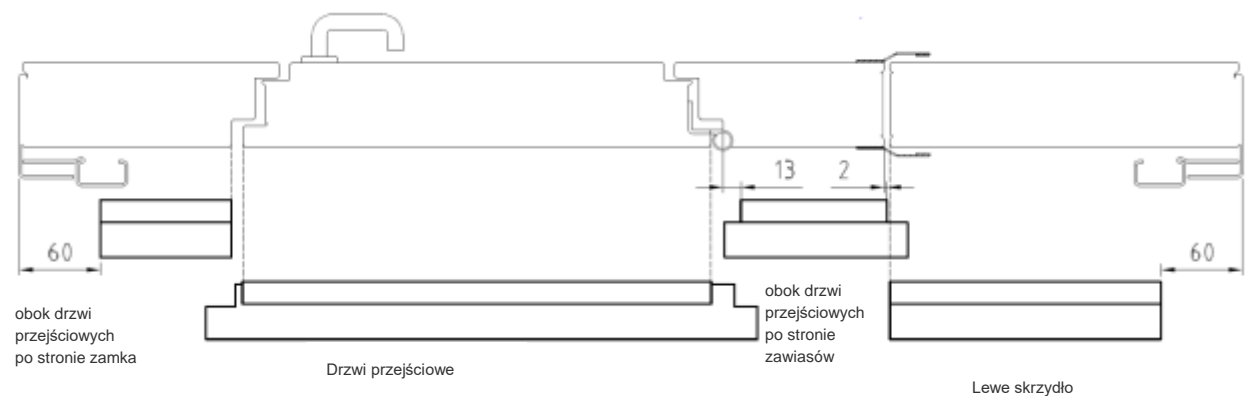 13 2
60
60
obok drzwi
przejściowych
po stronie zamka
Drzwi przejściowe
obok drzwi
przejściowych
po stronie
zawiasów
Lewe skrzydło